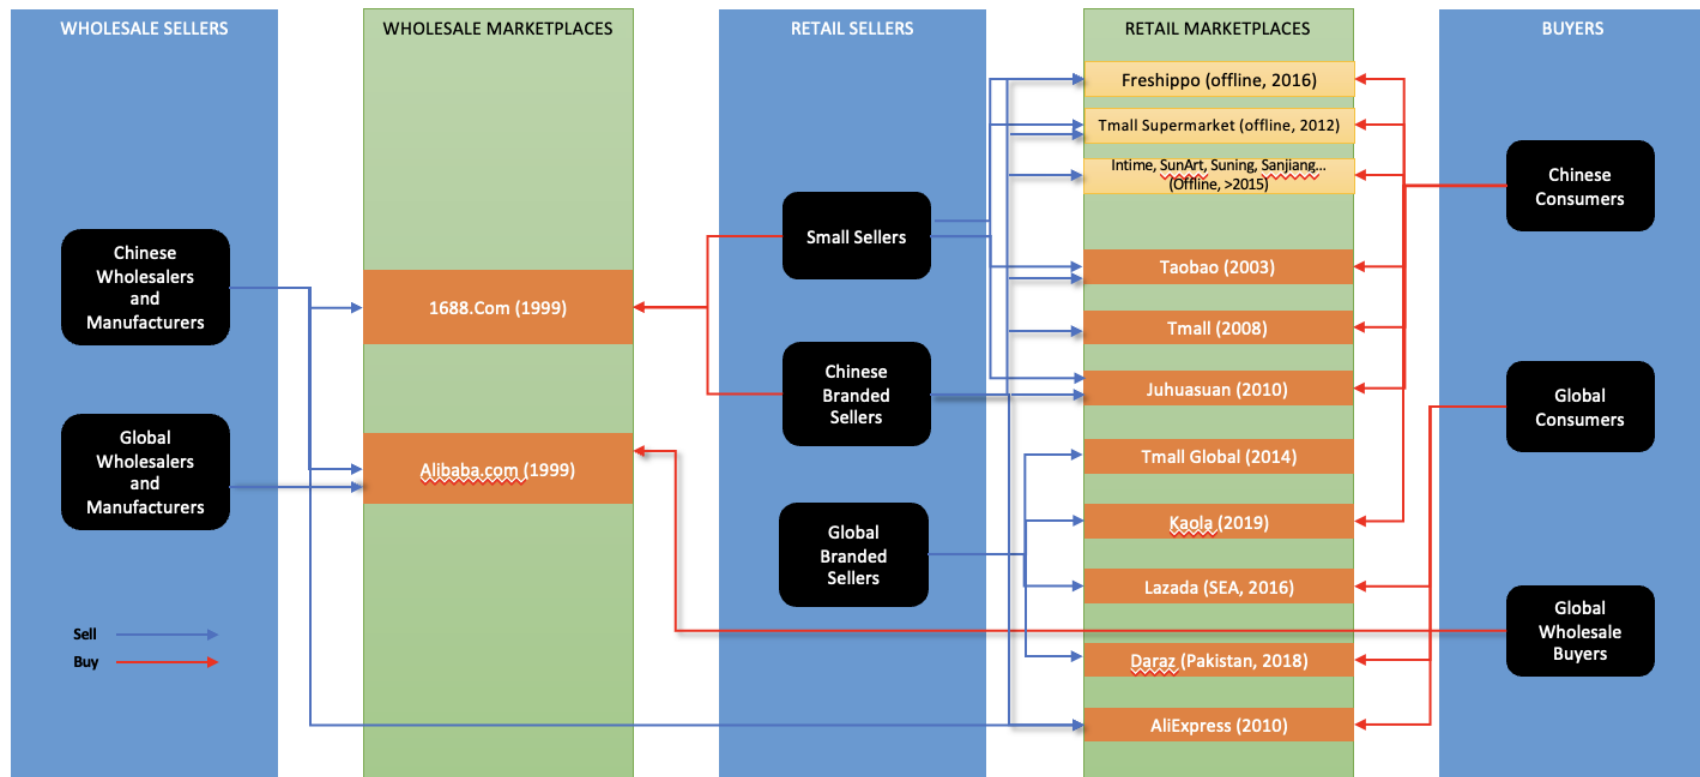 WHOLESALE SELLERS
WHOLESALE MARKETPLACES
RETAIL SELLERS
RETAIL MARKETPLACES
BUYERS
Chinese
Wholesalers
and
Manufacturers
Global
Wholesalers
and
Manufacturers
Sell
Buy
1688.Com (1999)
Alibaba.com (1999)
Small Sellers
Chinese
Branded
Sellers
Global
Branded
Sellers
Freshippo (offline, 2016)
Tmall Supermarket (offline, 2012)
Intime, SunArt, Suning, Sanjiang...
(Offline, >2015)
Taobao (2003)
Tmall (2008)
Juhuasuan (2010)
Tmall Global (2014)
Kaola (2019)
Lazada (SEA, 2016)
Daraz (Pakistan, 2018)
AliExpress (2010)
Chinese
Consumers
Global
Consumers
Global
Wholesale
Buyers